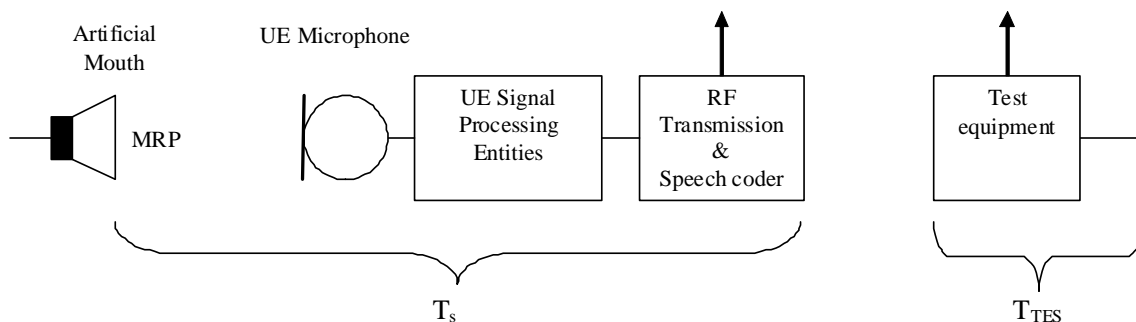 Artificial
Mouth
UE Microphone
MRP
UE Signal
Processing
Entities
RF
Transmission
&
Speech coder
Test
equipment
Ts
TTES